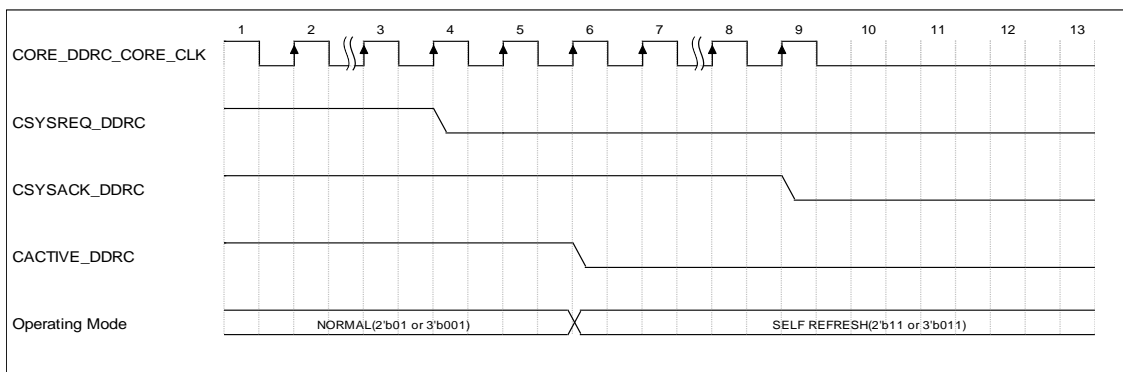 1 2 3 4 5 6 7 8 9 10 11 12 13
CORE_DDRC_CORE_CLK
CSYSREQ_DDRC
CSYSACK_DDRC
CACTIVE_DDRC
Operating Mode NORMAL(2'b01 or 3'b001) SELF REFRESH(2'b11 or 3'b011)